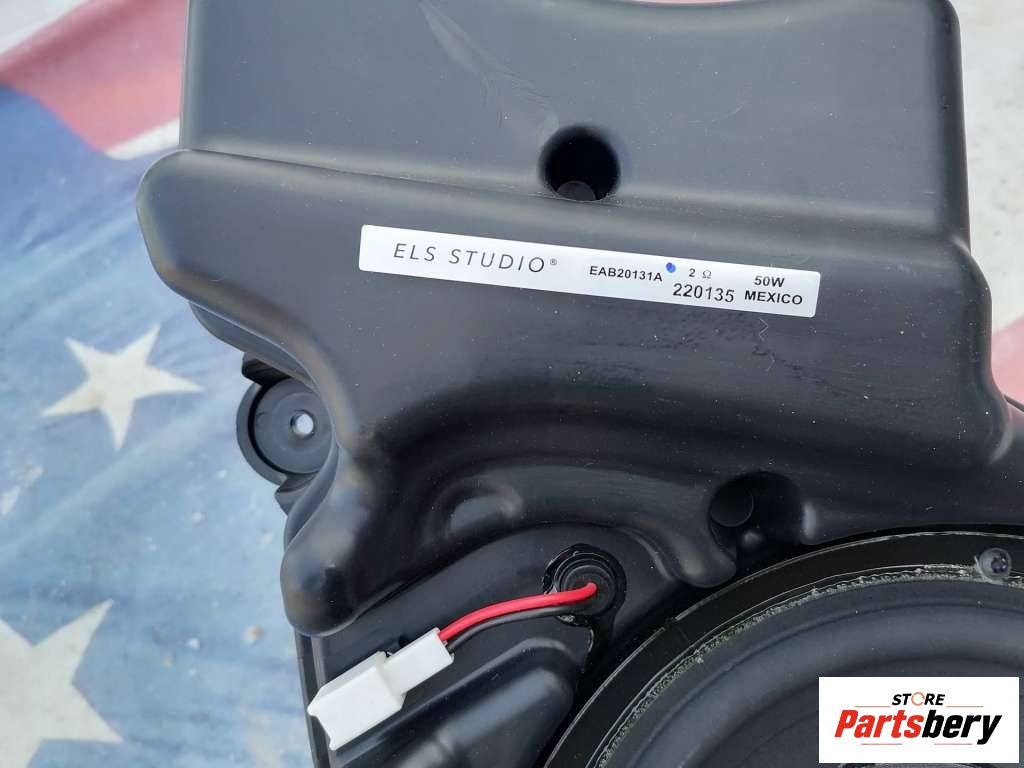 ELS STUDIO® EAB20131A 2 Ω 50W
220135 MEXICO
STORE
Partsbery